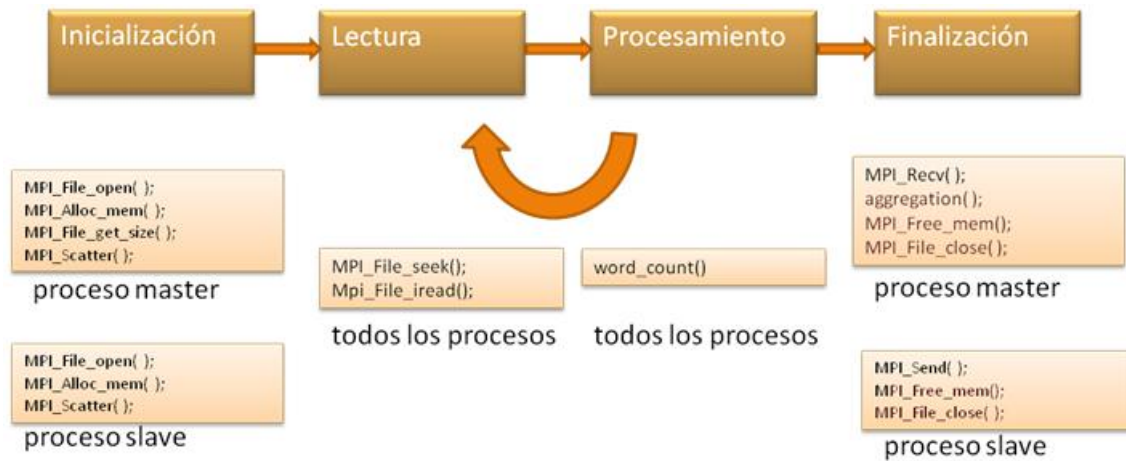 Inicialización
Lectura
Procesamiento
Finalización
MPI_File_open( );
MPI_Alloc_mem( );
MPI_File_get_size( );
MPI_Scatter( );
proceso master
MPI_File_open( );
MPI_Alloc_mem( );
MPI_Scatter( );
proceso slave
MPI_File_seek();
Mpi_File_iread();
todos los procesos
word_count()
todos los procesos
MPI_Recv( );
aggregation( );
MPI_Free_mem();
MPI_File_close( );
proceso master
MPI_Send( );
MPI_Free_mem();
MPI_File_close( );
proceso slave